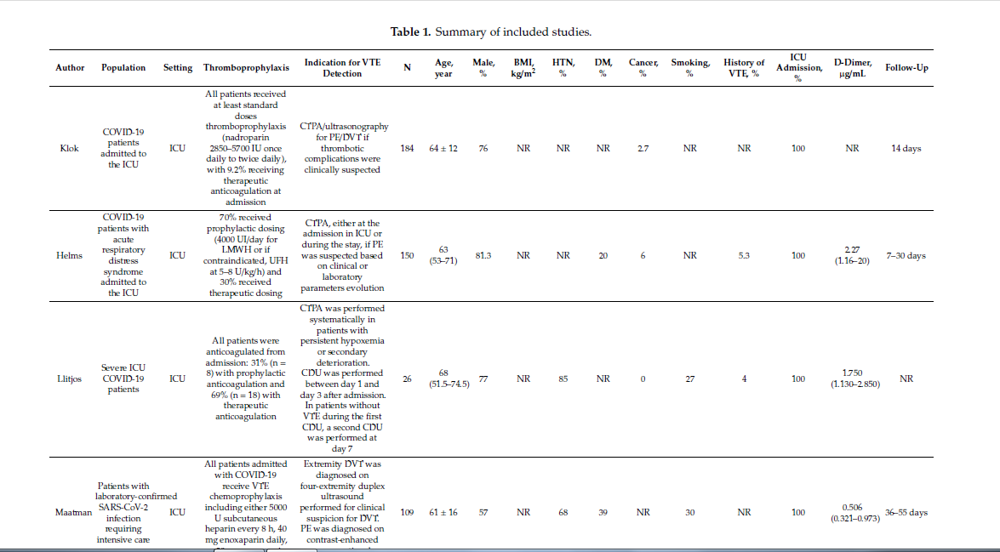 Table 1. Summary of included studies.
Author Population Setting Thromboprophylaxis Indication for VTE Detection N Age, year Male, % BMI, kg/m² HTN, % DM, % Cancer, % Smoking, % History of VTE, % ICU Admission, % D-Dimer, µg/mL Follow-Up
Klok
COVID-19
patients
admitted to
the ICU
ICU
All patients received
at least standard
doses
thromboprophylaxis
(nadroparin
2850–5700 IU once
daily to twice daily),
with 9.2% receiving
therapeutic
anticoagulation at
admission
CTPA/ultrasonography
for PE/DVT if
thrombotic
complications were
clinically suspected
184 64 ± 12 76 NR NR NR 2.7 NR NR 100 NR 14 days
Helms
COVID-19
patients with
acute
respiratory
distress
syndrome
admitted to
the ICU
ICU
70% received
prophylactic dosing
(4000 UI/day for
LMWH or if
contraindicated, UFH
at 5–8 U/kg/h) and
30% received
therapeutic dosing
CTPA, either at the
admission in ICU or
during the stay, if PE
was suspected based
on clinical or
laboratory
parameters evolution
150 63 (53–71) 81.3 NR NR 20 6 NR 5.3 100 2.27 (1.16–20) 7–30 days
Llitjos
Severe ICU
COVID-19
patients
ICU
All patients were
anticoagulated from
admission: 31% (n =
8) with prophylactic
anticoagulation and
69% (n = 18) with
therapeutic
anticoagulation
CTPA was performed
systematically in
patients with
persistent hypoxemia
or secondary
deterioration.
CDU was performed
between day 1 and
day 3 after admission.
In patients without
VTE during the first
CDU, a second CDU
was performed at
day 7
26 68 (51.5–74.5) 77 NR 85 NR 0 27 4 100 1.750 (1.130–2.850) NR
Maatman
Patients with
laboratory-confirmed
SARS-CoV-2
infection
requiring
intensive care
ICU
All patients admitted
with COVID-19
receive VTE
chemoprophylaxis
including either 5000
U subcutaneous
heparin every 8 h, 40
mg enoxaparin daily,
Extremity DVT was
diagnosed on
four-extremity duplex
ultrasound
performed for clinical
suspicion for DVT.
PE was diagnosed on
contrast-enhanced
109 61 ± 16 57 NR 68 39 NR 30 NR 100 0.506 (0.321–0.973) 36–55 days